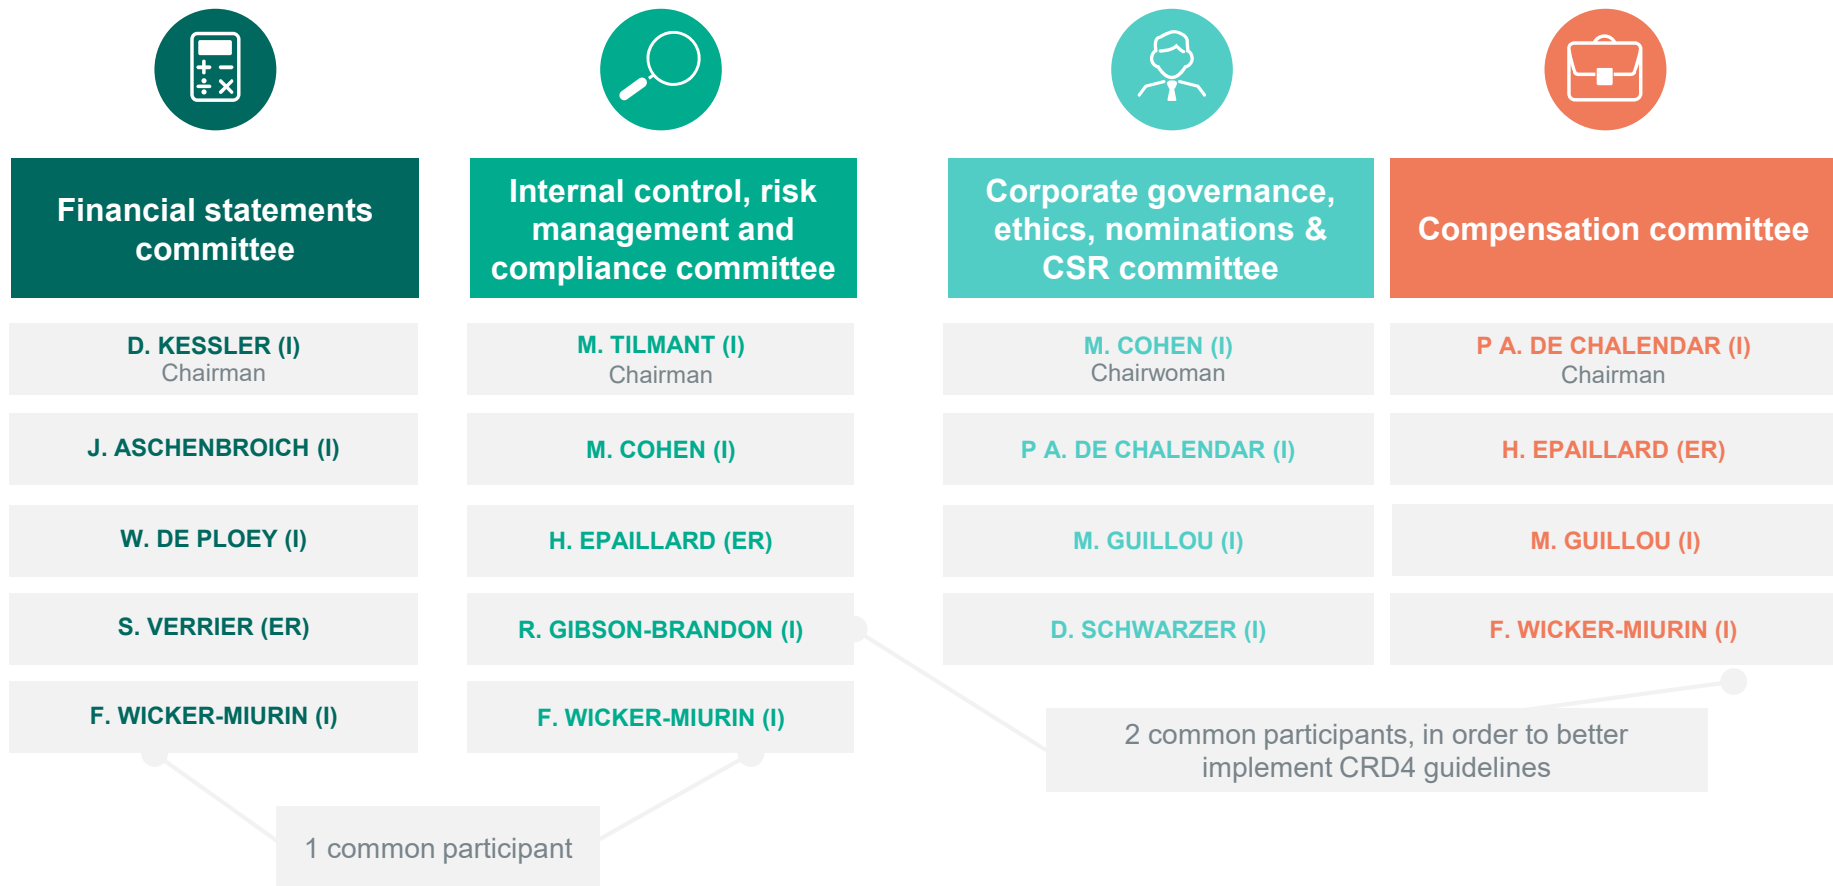 Financial statements
committee
D. KESSLER (I)
Chairman
J. ASCHENBROICH (I)
W. DE PLOEY (I)
S. VERRIER (ER)
F. WICKER-MIURIN (I)
Internal control, risk
management and
compliance committee
M. TILMANT (I)
Chairman
M. COHEN (I)
H. EPAILLARD (ER)
R. GIBSON-BRANDON (I)
F. WICKER-MIURIN (I)
1 common participant
Corporate governance,
ethics, nominations &
CSR committee
M. COHEN (I)
Chairwoman
P A. DE CHALENDAR (I)
M. GUILLOU (I)
D. SCHWARZER (I)
Compensation committee
P A. DE CHALENDAR (I)
Chairman
H. EPAILLARD (ER)
M. GUILLOU (I)
F. WICKER-MIURIN (I)
2 common participants, in order to better
implement CRD4 guidelines